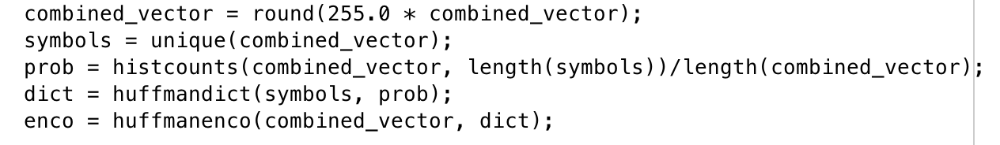 combined_vector = round(255.0 * combined_vector);
symbols = unique(combined_vector);
prob = histcounts(combined_vector, length(symbols))/length(combined_vector);
dict = huffmandict(symbols, prob);
enco = huffmanenco(combined_vector, dict);